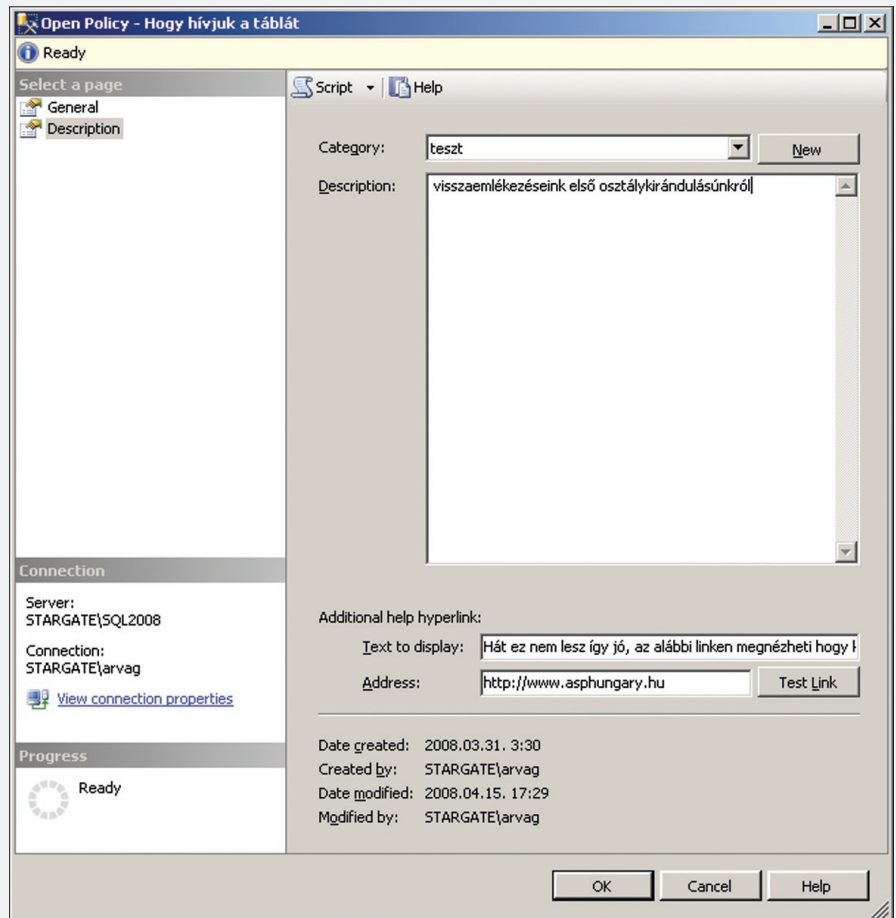 Open Policy - Hogy hívjuk a táblát
Ready
Select a page
General
Description
Script
Help
Category:
teszt
New
Description:
visszaemlékezéseink első osztálykirándulásúnkról
Connection
Server:
STARGATE\SQL2008
Connection:
STARGATE\arvag
View connection properties
Progress
Ready
Additional help hyperlink:
Text to display:
Hát ez nem lesz így jó, az alábbi linken megnézheti hogy
Address:
http://www.asphungary.hu
Test Link
Date created: 2008.03.31. 3:30
Created by: STARGATE\arvag
Date modified: 2008.04.15. 17:29
Modified by: STARGATE\arvag
OK
Cancel
Help